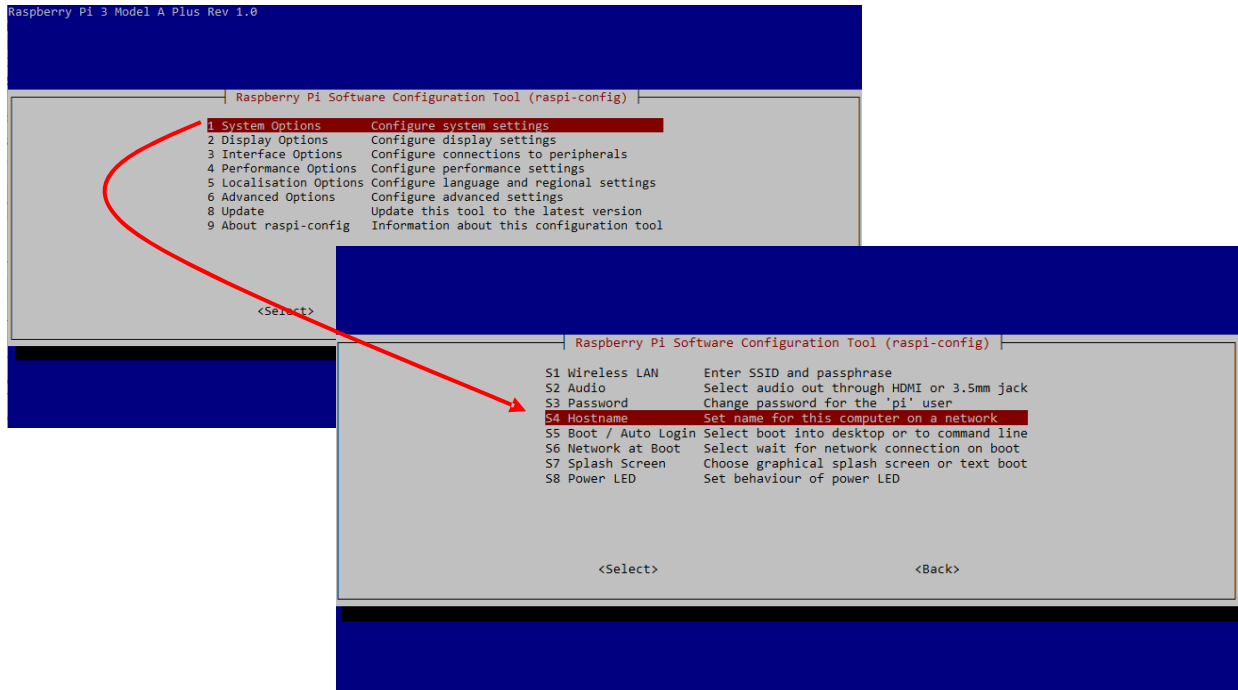 Raspberry Pi 3 Model A Plus Rev 1.0
Raspberry Pi Software Configuration Tool (raspi-config)
1 System Options Configure system settings
2 Display Options Configure display settings
3 Interface Options Configure connections to peripherals
4 Performance Options Configure performance settings
5 Localisation Options Configure language and regional settings
6 Advanced Options Configure advanced settings
8 Update Update this tool to the latest version
9 About raspi-config Information about this configuration tool
<Select>
Raspberry Pi Software Configuration Tool (raspi-config)
S1 Wireless LAN Enter SSID and passphrase
S2 Audio Select audio out through HDMI or 3.5mm jack
S3 Password Change password for the 'pi' user
S4 Hostname Set name for this computer on a network
S5 Boot / Auto Login Select boot into desktop or to command line
S6 Network at Boot Select wait for network connection on boot
S7 Splash Screen Choose graphical splash screen or text boot
S8 Power LED Set behaviour of power LED
<Select> <Back>